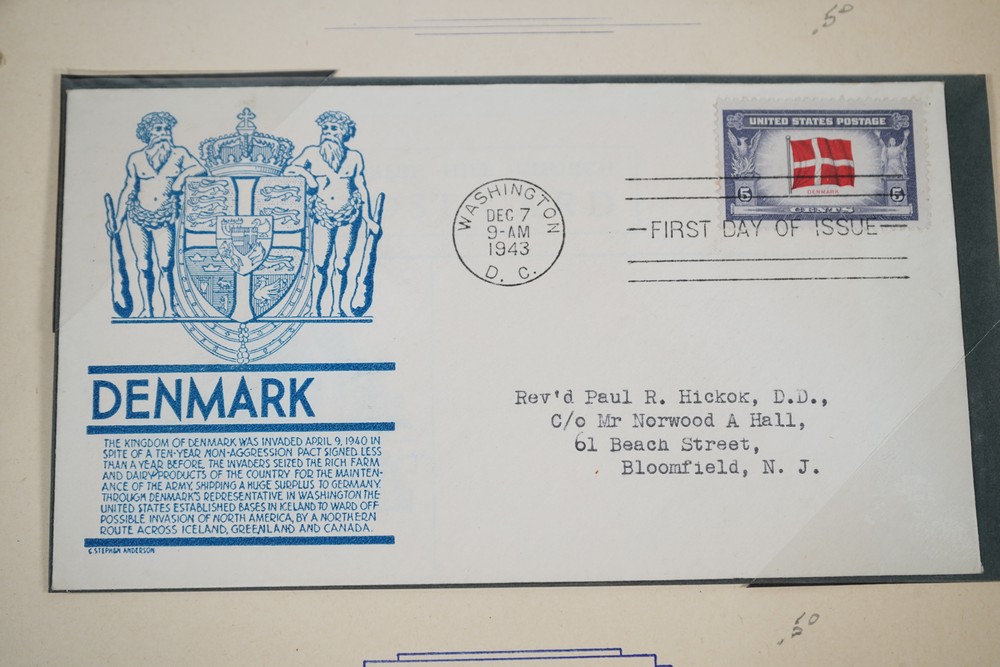 .50
UNITED STATES POSTAGE
DENMARK
5 5
WASHINGTON
DEC 7
9-AM
1943
D. C.
FIRST DAY OF ISSUE
DENMARK
THE KINGDOM OF DENMARK WAS INVADED APRIL 9, 1940 IN
SPITE OF A TEN-YEAR NON-AGGRESSION PACT SIGNED LESS
THAN A YEAR BEFORE. THE INVADERS SEIZED THE RICH FARM
AND DAIRY PRODUCTS OF THE COUNTRY FOR THE MAINTEN-
ANCE OF THE ARMY, SHIPPING A HUGE SURPLUS TO GERMANY.
THROUGH DENMARK'S REPRESENTATIVE IN WASHINGTON THE
UNITED STATES ESTABLISHED BASES IN ICELAND TO WARD OFF
POSSIBLE INVASION OF NORTH AMERICA, BY A NORTHERN
ROUTE ACROSS ICELAND, GREENLAND AND CANADA.
C STEPHEN ANDERSON
Rev'd Paul R. Hickok, D.D.,
C/o Mr Norwood A Hall,
61 Beach Street,
Bloomfield, N. J.
.50